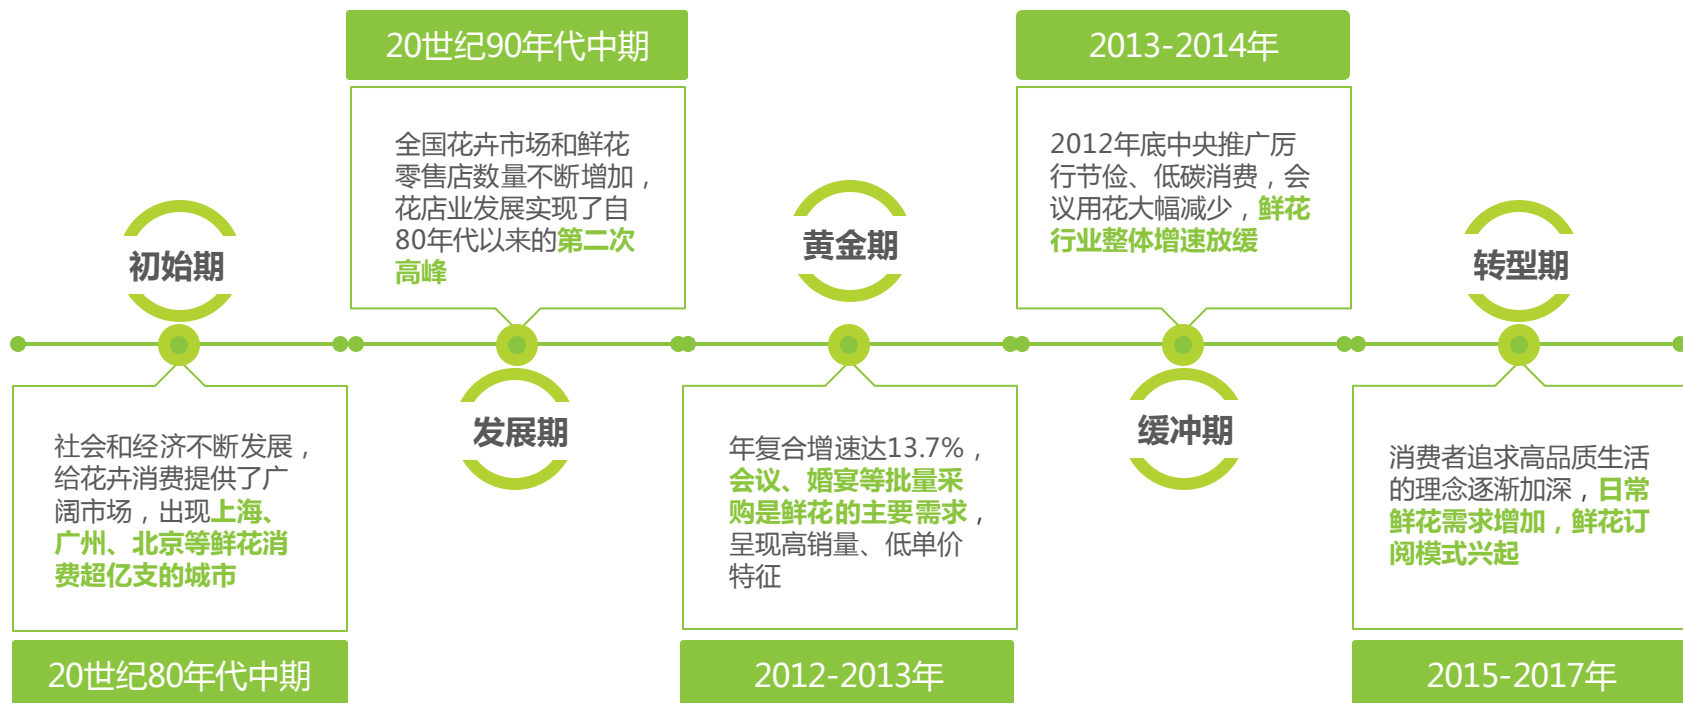 初始期
社会和经济不断发展，
给花卉消费提供了广
阔市场，出现上海、
广州、北京等鲜花消
费超亿支的城市
20世纪80年代中期
20世纪90年代中期
全国花卉市场和鲜花
零售店数量不断增加，
花店业发展实现了自
80年代以来的第二次
高峰
发展期
黄金期
年复合增速达13.7%，
会议、婚宴等批量采
购是鲜花的主要需求，
呈现高销量、低单价
特征
2012-2013年
2013-2014年
2012年底中央推广厉
行节俭、低碳消费，会
议用花大幅减少，鲜花
行业整体增速放缓
缓冲期
转型期
消费者追求高品质生活
的理念逐渐加深，日常
鲜花需求增加，鲜花订
阅模式兴起
2015-2017年